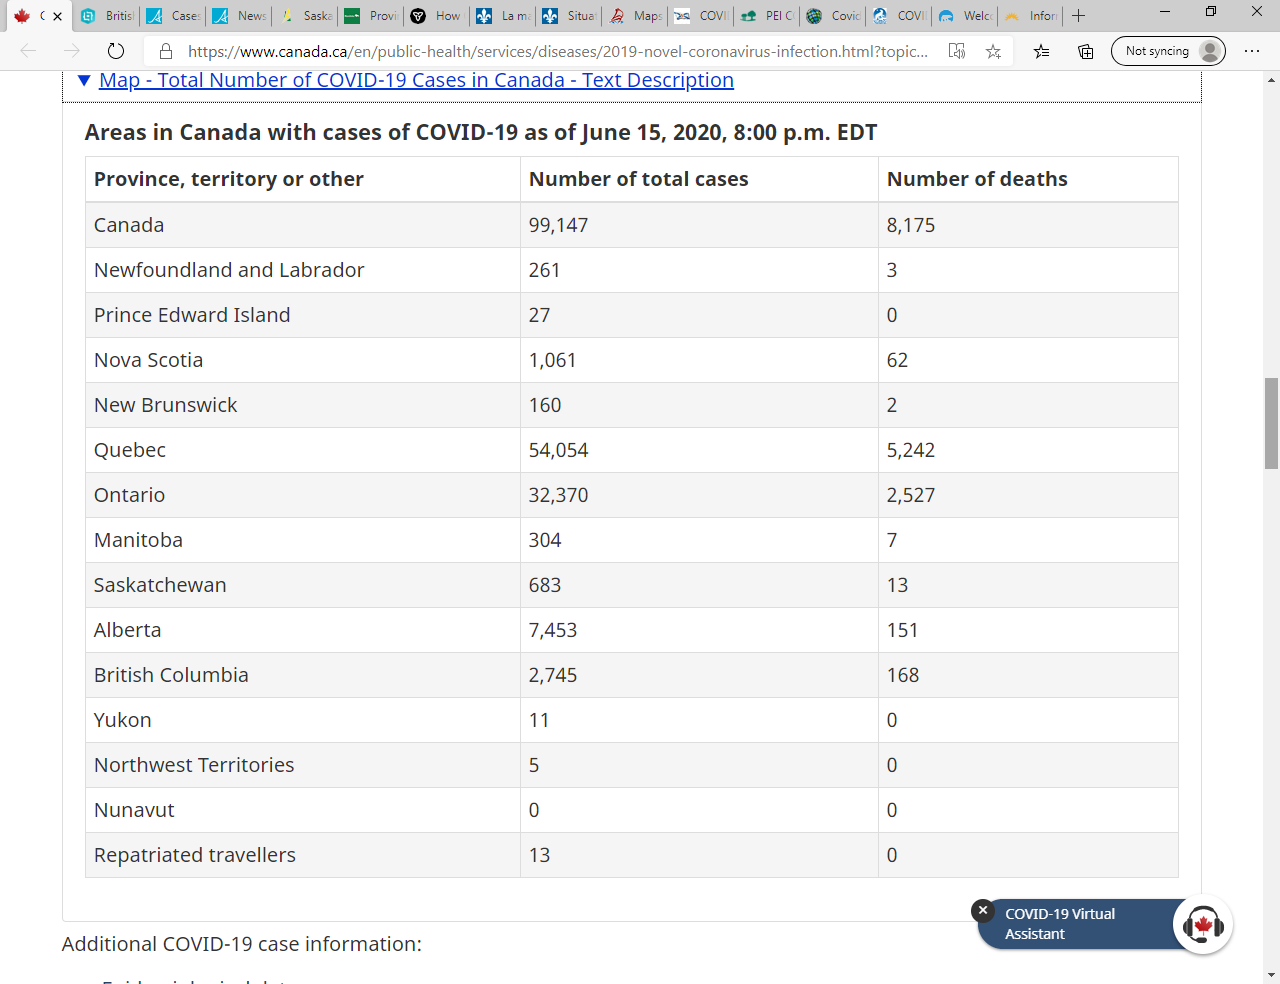 Britis
Cases
News
Saska
Provi
How
La ma
Situat
Maps
COVI
PEI C
Covid
COVI
Welc
Infor
https://www.canada.ca/en/public-health/services/diseases/2019-novel-coronavirus-infection.html?topic...
Not syncing
Map - Total Number of COVID-19 Cases in Canada - Text Description
Areas in Canada with cases of COVID-19 as of June 15, 2020, 8:00 p.m. EDT
Province, territory or other Number of total cases Number of deaths
Canada 99,147 8,175
Newfoundland and Labrador 261 3
Prince Edward Island 27 0
Nova Scotia 1,061 62
New Brunswick 160 2
Quebec 54,054 5,242
Ontario 32,370 2,527
Manitoba 304 7
Saskatchewan 683 13
Alberta 7,453 151
British Columbia 2,745 168
Yukon 11 0
Northwest Territories 5 0
Nunavut 0 0
Repatriated travellers 13 0
COVID-19 Virtual
Assistant
Additional COVID-19 case information: